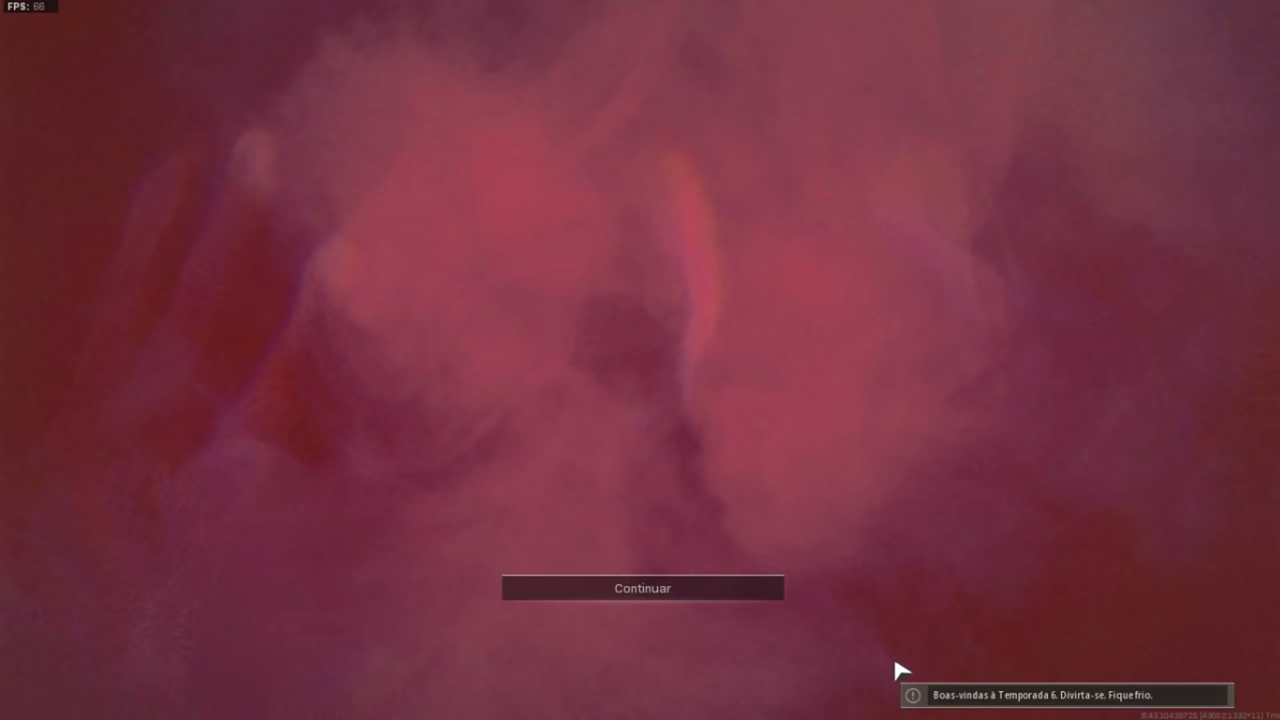 FPS: 66
Continuar
Boas-vindas à Temporada 6. Divirta-se. Fique frio.